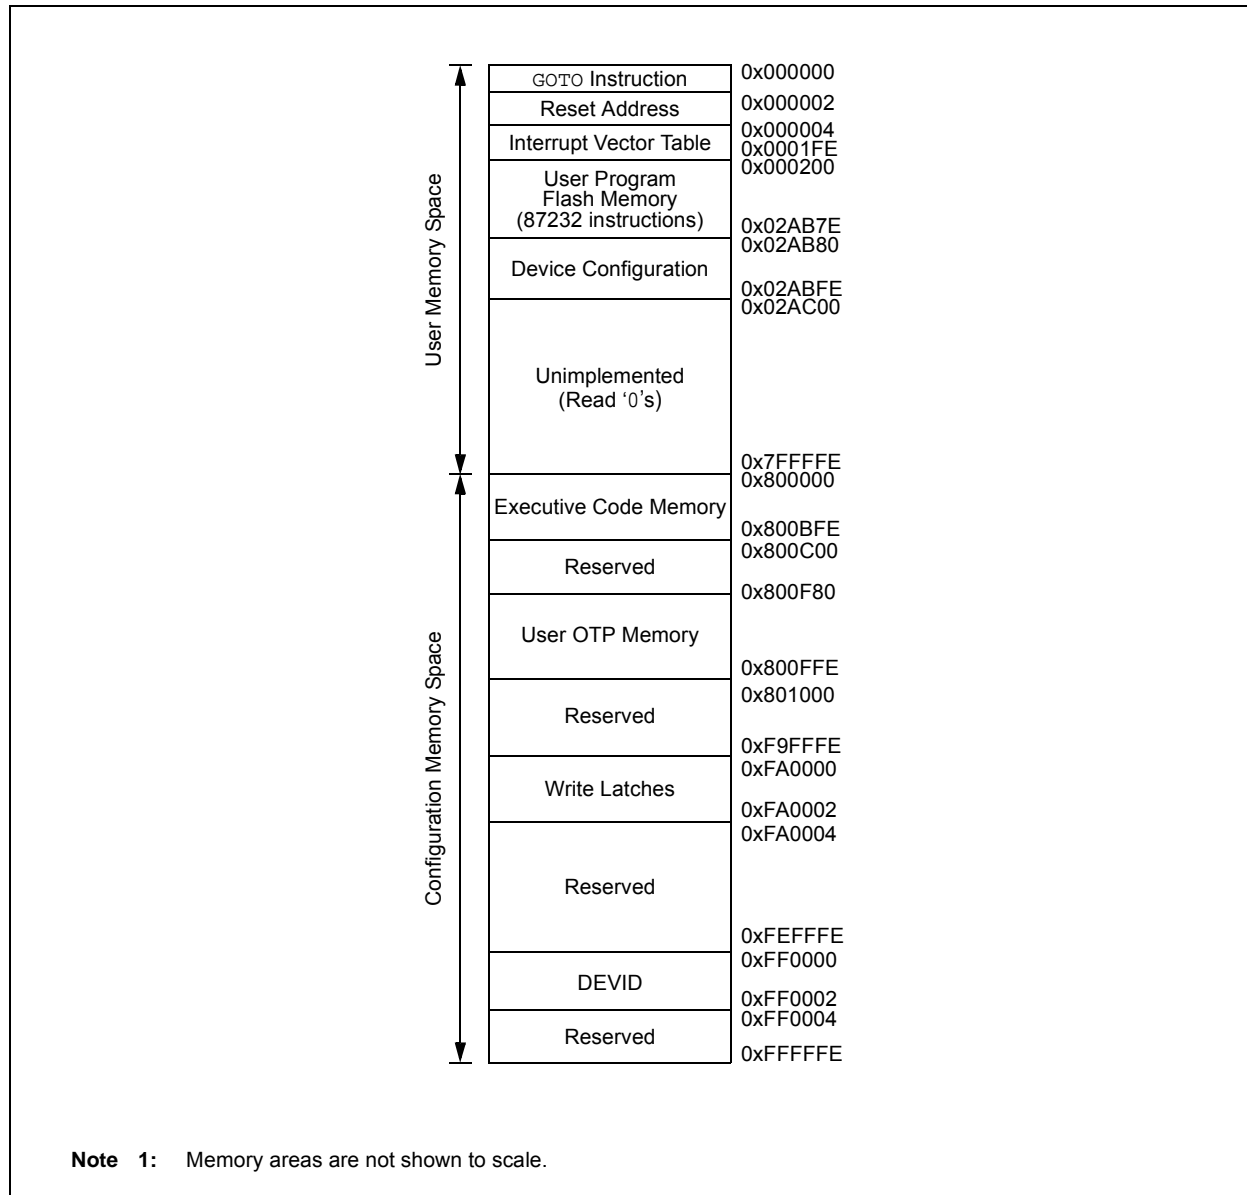 GOTO Instruction
0x000000
Reset Address
0x000002
Interrupt Vector Table
0x000004
0x0001FE
User Program
Flash Memory
(87232 instructions)
0x000200
0x02AB7E
Device Configuration
0x02AB80
0x02ABFE
Unimplemented
(Read ‘0’s)
0x02AC00
0x7FFFFE
User Memory Space
Executive Code Memory
0x800000
0x800BFE
Reserved
0x800C00
User OTP Memory
0x800F80
0x800FFE
Reserved
0x801000
0xF9FFFE
Write Latches
0xFA0000
0xFA0002
Reserved
0xFA0004
0xFEFFFE
DEVID
0xFF0000
0xFF0002
Reserved
0xFF0004
0xFFFFFE
Configuration Memory Space
Note 1: Memory areas are not shown to scale.